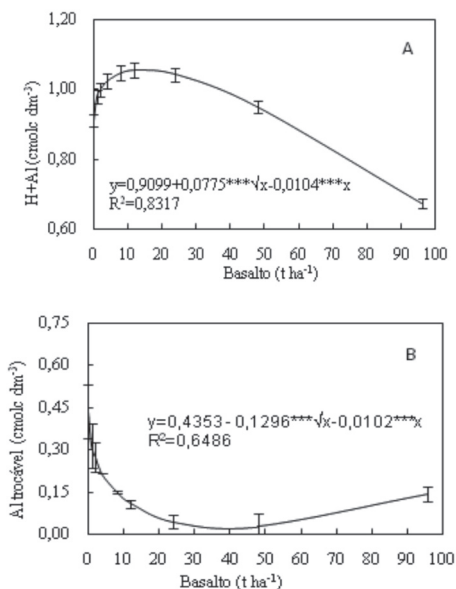 A
H+Al (cmolc dm⁻³)
1,20
1,00
0,80
0,60
y=0,9099+0,0775***√x-0,0104***x
R²=0,8317
0 10 20 30 40 50 60 70 80 90 100
Basalto (t ha⁻¹)
B
Al trocável (cmolc dm⁻³)
0,75
0,60
0,45
0,30
0,15
0,00
y=0,4353 - 0,1296***√x-0,0102***x
R²=0,6486
0 10 20 30 40 50 60 70 80 90 100
Basalto (t ha⁻¹)